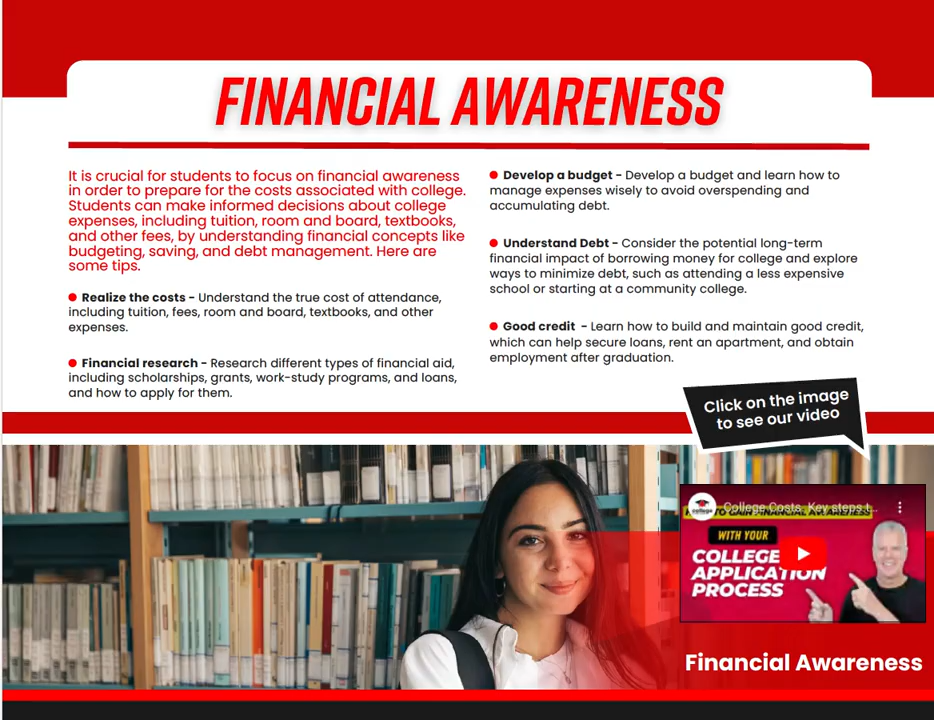 FINANCIAL AWARENESS
It is crucial for students to focus on financial awareness
in order to prepare for the costs associated with college.
Students can make informed decisions about college
expenses, including tuition, room and board, textbooks,
and other fees, by understanding financial concepts like
budgeting, saving, and debt management. Here are
some tips.
Realize the costs - Understand the true cost of attendance,
including tuition, fees, room and board, textbooks, and other
expenses.
Financial research - Research different types of financial aid,
including scholarships, grants, work-study programs, and loans,
and how to apply for them.
Develop a budget - Develop a budget and learn how to
manage expenses wisely to avoid overspending and
accumulating debt.
Understand Debt - Consider the potential long-term
financial impact of borrowing money for college and explore
ways to minimize debt, such as attending a less expensive
school or starting at a community college.
Good credit - Learn how to build and maintain good credit,
which can help secure loans, rent an apartment, and obtain
employment after graduation.
Click on the image
to see our video
College Costs, Key steps t...
WITH YOUR
COLLEGE
APPLICATION
PROCESS
Financial Awareness